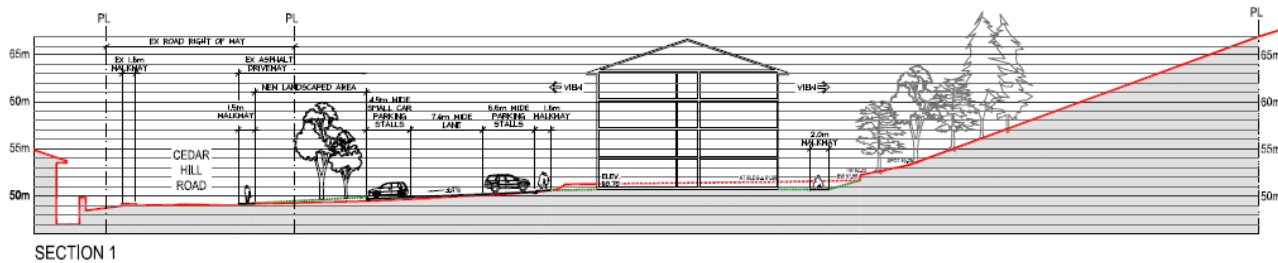 PL
PL
PL
EX ROAD RIGHT OF WAY
65m
65m
EX 1.8m
WALKWAY
EX ASPHALT
DRIVEWAY
NEW LANDSCAPED AREA
VIEW
VIEW
60m
60m
1.5m
WALKWAY
4.9m WIDE
SMALL CAR
PARKING
STALLS
7.6m WIDE
LANE
5.5m WIDE
PARKING
STALLS
1.8m
WALKWAY
2.0m
WALKWAY
55m
55m
CEDAR
HILL
ROAD
ELEV.
50m
50m
SECTION 1